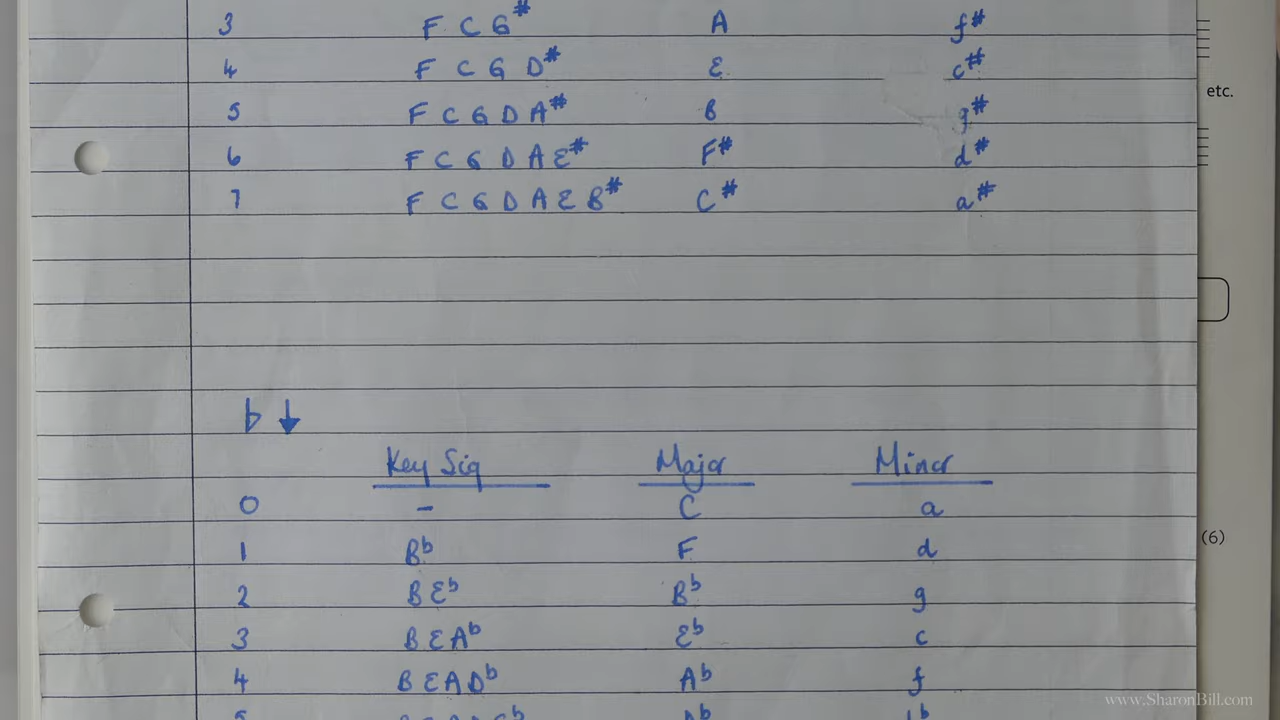 3 F C G# A f#
4 F C G D# E c#
etc.
5 F C G D A# B g#
6 F C G D A E# F# d#
7 F C G D A E B# C# a#
b ↓
Key Sig Major Minor
0 - C a
1 Bb F d
(6)
2 B Eb Bb g
3 B E Ab Eb c
4 B E A Db Ab f
www.SharonBill.com